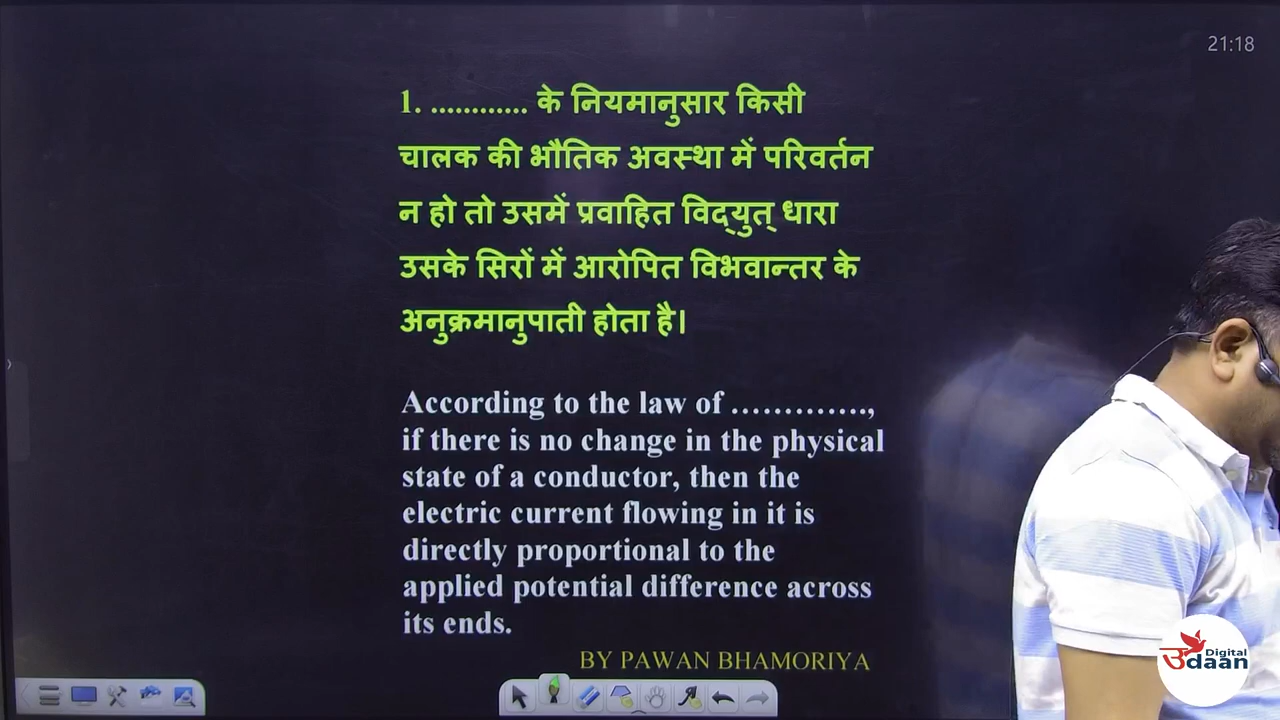 21:18
1. ............ के नियमानुसार किसी
चालक की भौतिक अवस्था में परिवर्तन
न हो तो उसमें प्रवाहित विद्युत् धारा
उसके सिरों में आरोपित विभवान्तर के
अनुक्रमानुपाती होता है।
According to the law of ………….,
if there is no change in the physical
state of a conductor, then the
electric current flowing in it is
directly proportional to the
applied potential difference across
its ends.
BY PAWAN BHAMORIYA
Digital
उdaan